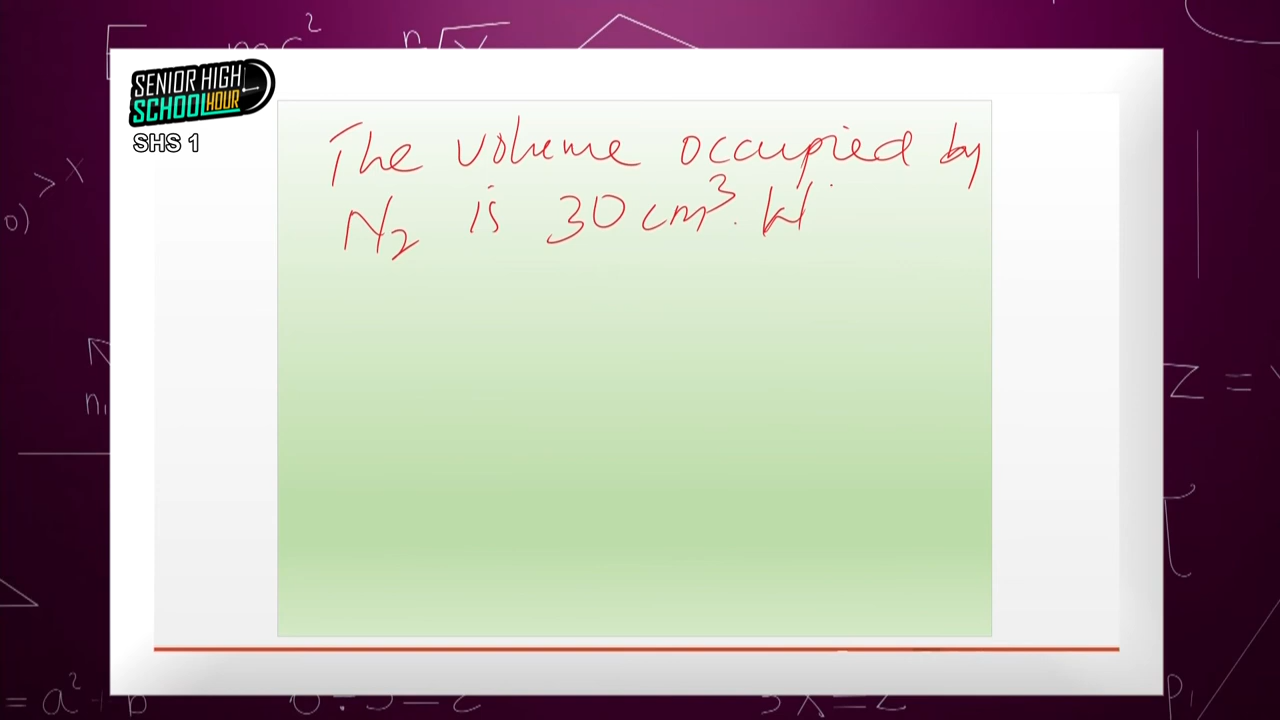 SENIOR HIGH
SCHOOL HOUR
SHS 1
The volume occupied by
N₂ is 30 cm³.